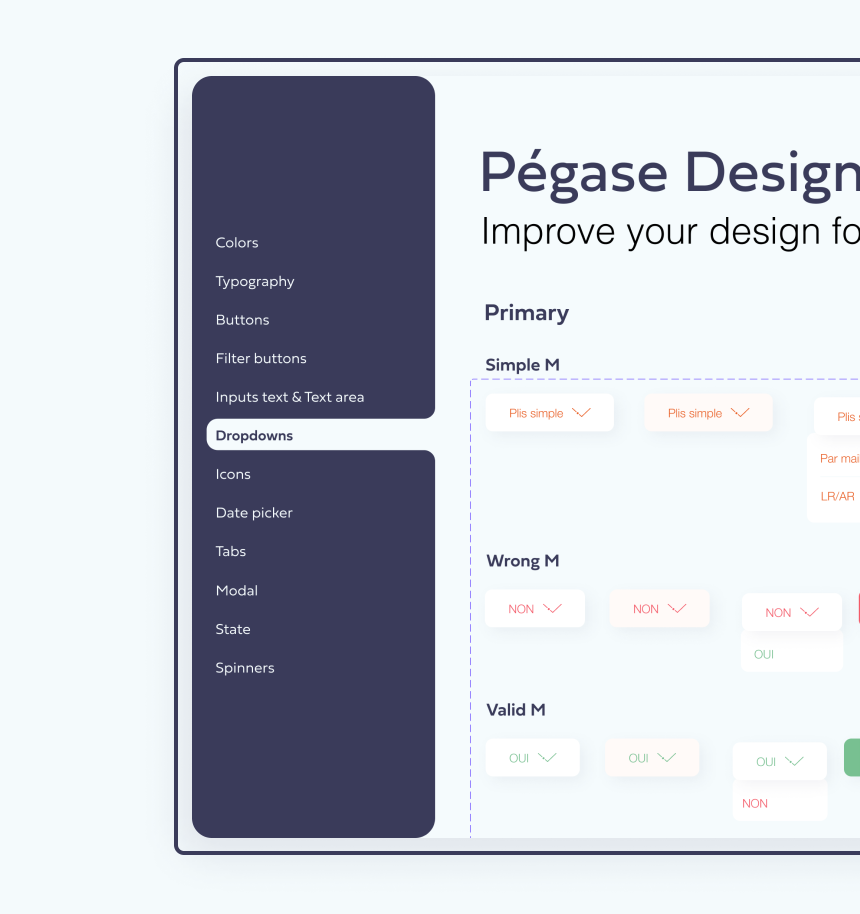 Colors
Typography
Buttons
Filter buttons
Inputs text & Text area
Dropdowns
Icons
Date picker
Tabs
Modal
State
Spinners
Pégase Design
Improve your design fo
Primary
Simple M
Plis simple
Plis simple
Plis s
Par mai
LR/AR
Wrong M
NON
NON
NON
OUI
Valid M
OUI
OUI
OUI
NON